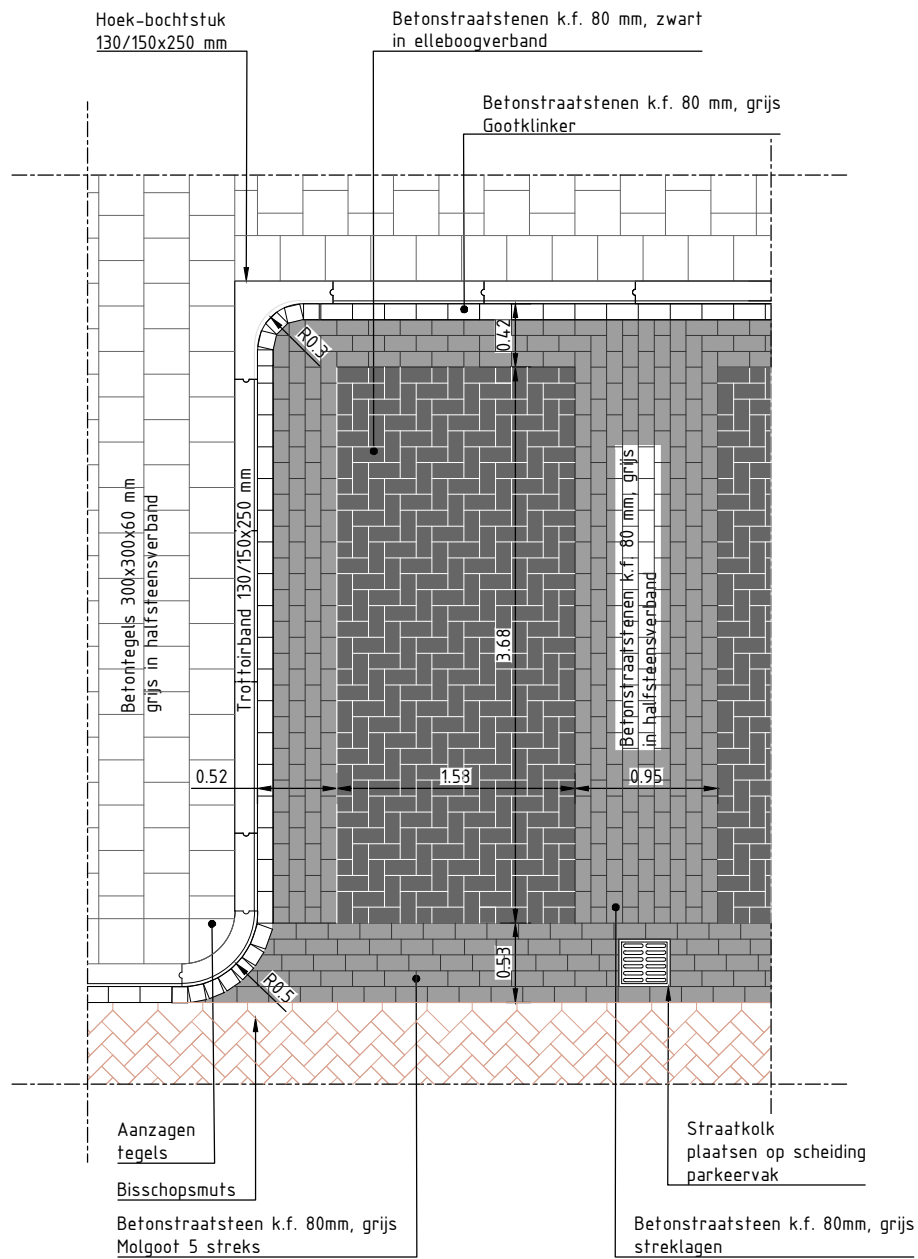 Hoek-bochtstuk
130/150x250 mm
Betonstraatstenen k.f. 80 mm, zwart
in elleboogverband
Betonstraatstenen k.f. 80 mm, grijs
Gootklinker
R0.3
0.42
Betontegels 300x300x60 mm
grijs in halfsteensverband
Trottoirband 130/150x250 mm
3.68
Betonstraatstenen k.f. 80 mm, grijs
in halfsteensverband
0.52
1.58
0.95
0.53
R0.5
Aanzagen
tegels
Bisschopsmuts
Betonstraatsteen k.f. 80mm, grijs
Molgoot 5 streks
Straatkolk
plaatsen op scheiding
parkeervak
Betonstraatsteen k.f. 80mm, grijs
streklagen